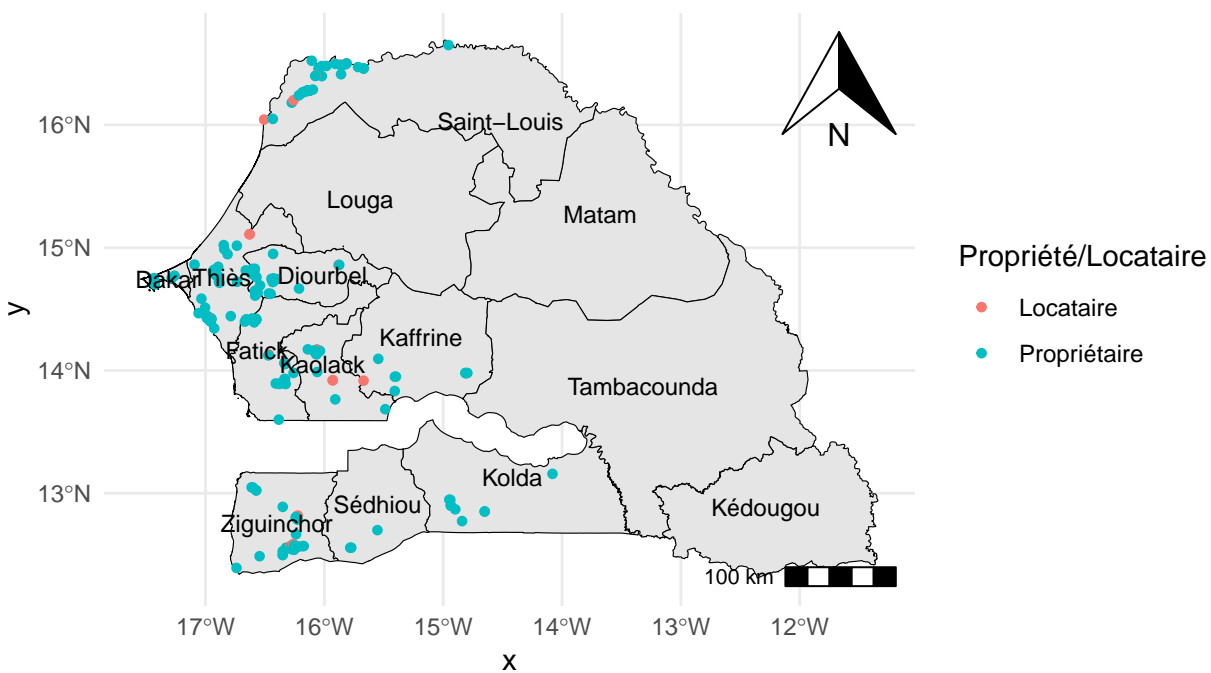 16°N
15°N
14°N
13°N
y
Saint−Louis
Louga
Matam
Dakar
Thiès
Diourbel
Fatick
Kaolack
Kaffrine
Tambacounda
Kolda
Sédhiou
Ziguinchor
Kédougou
N
100 km
17°W
16°W
15°W
14°W
13°W
12°W
x
Propriété/Locataire
Locataire
Propriétaire